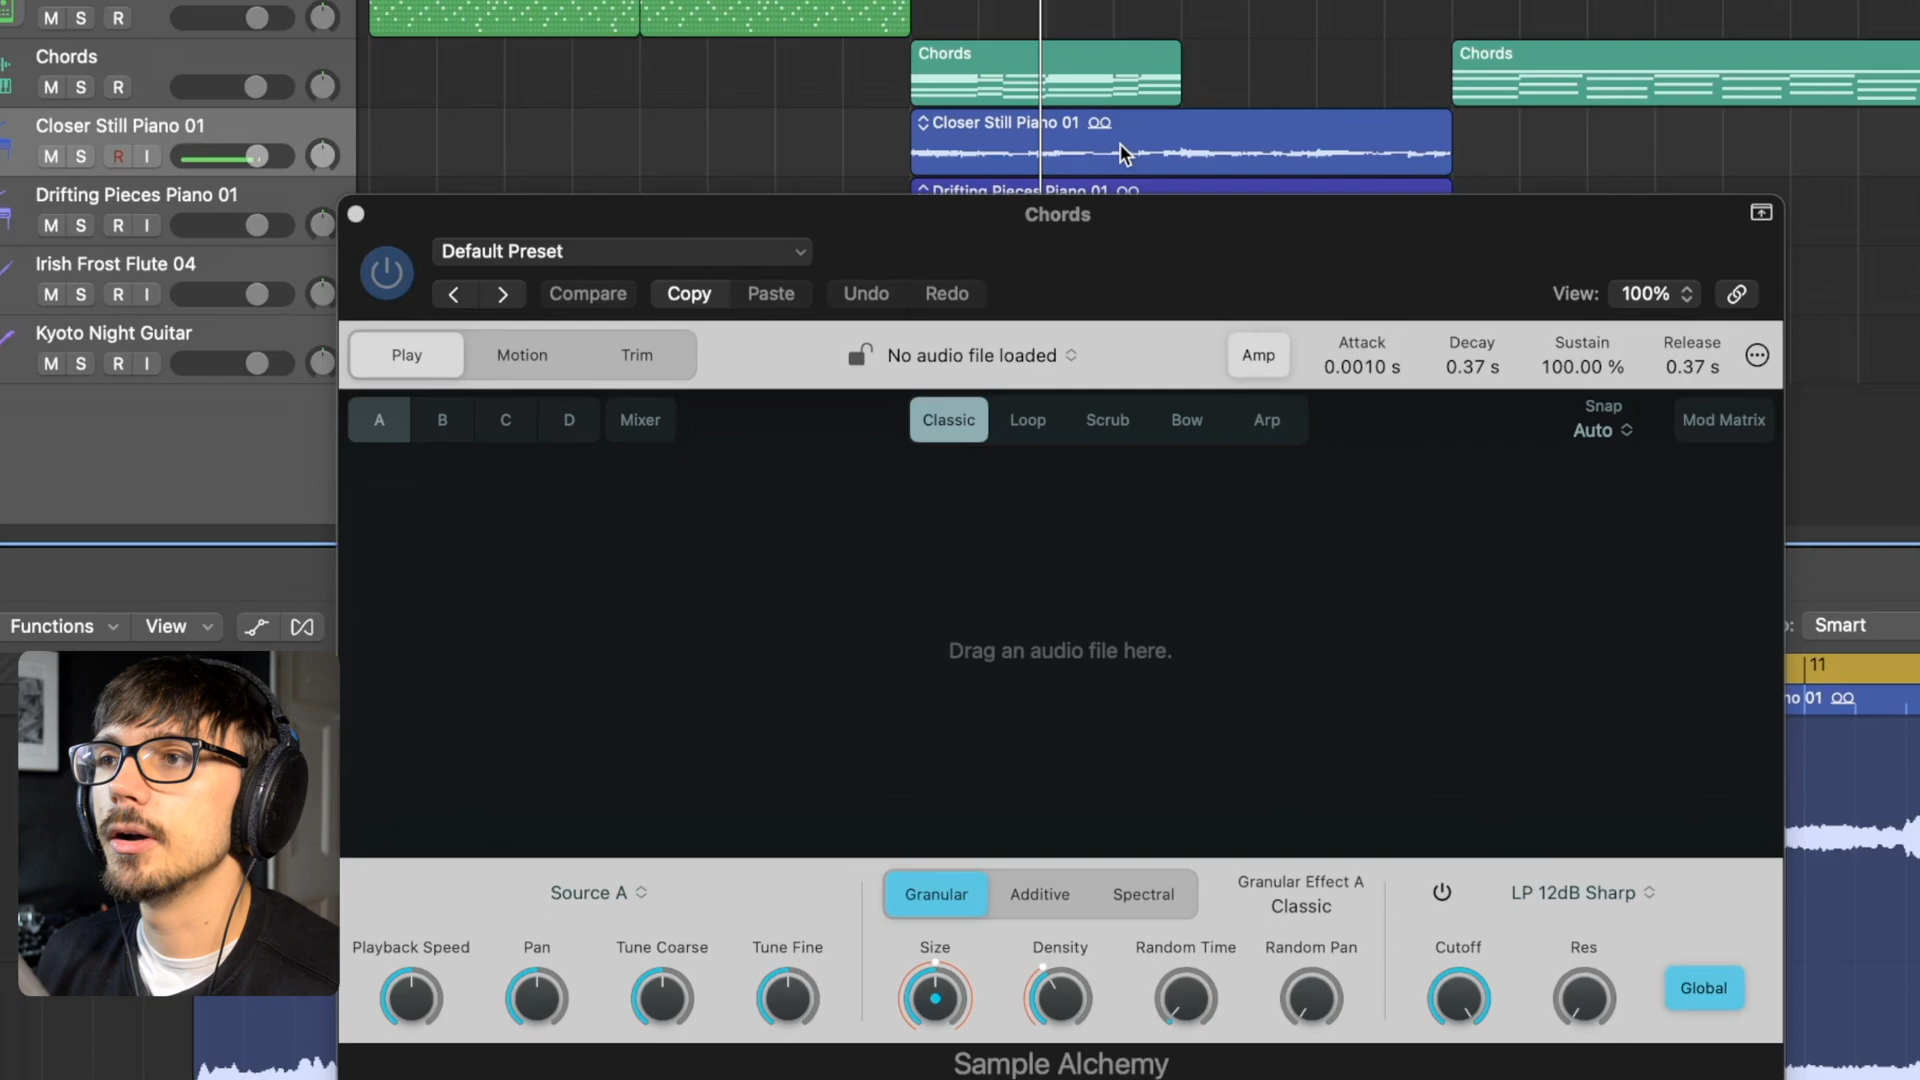 M S R
Chords
M S R
Chords
Chords
Closer Still Piano 01
M S R I
Closer Still Piano 01
Drifting Pieces Piano 01
M S R I
Drifting Pieces Piano 01
Irish Frost Flute 04
M S R I
Kyoto Night Guitar
M S R I
Chords
Default Preset
Compare Copy Paste Undo Redo
View: 100%
Play Motion Trim
No audio file loaded
Amp
Attack Decay Sustain Release
0.0010 s 0.37 s 100.00 % 0.37 s
A B C D Mixer
Classic Loop Scrub Bow Arp
Snap
Auto
Mod Matrix
Drag an audio file here.
Functions View
: Smart
11
no 01
Source A
Granular Additive Spectral
Granular Effect A
Classic
LP 12dB Sharp
Playback Speed Pan Tune Coarse Tune Fine
Size Density Random Time Random Pan
Cutoff Res
Global
Sample Alchemy